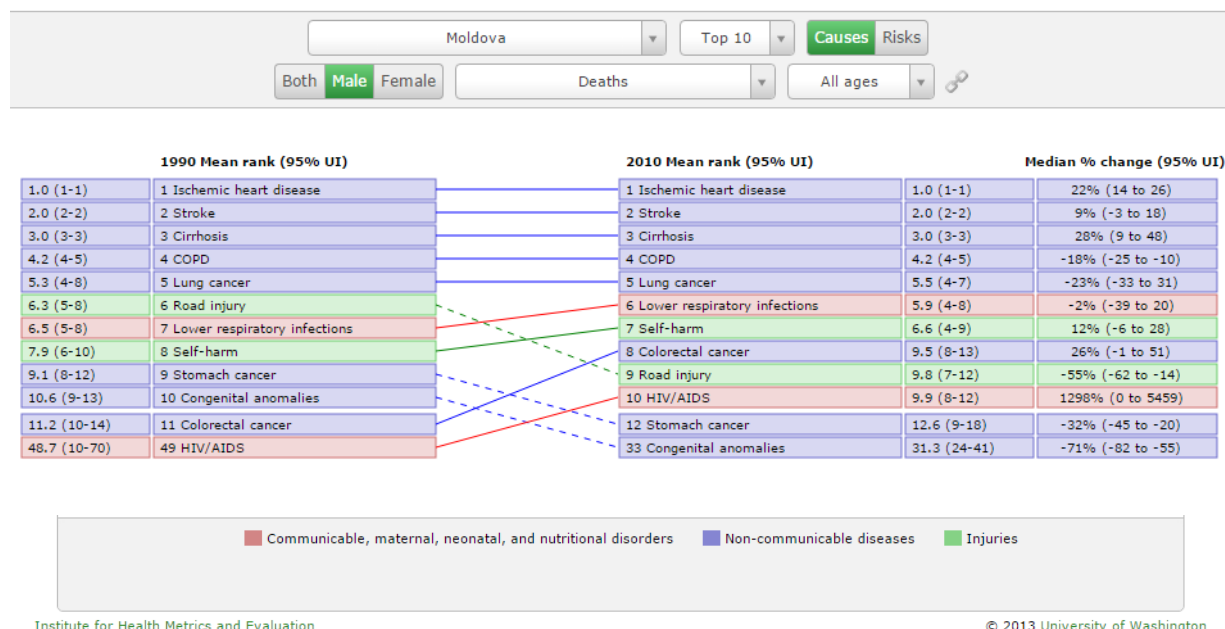 Moldova Top 10 Causes Risks
Both Male Female Deaths All ages
1990 Mean rank (95% UI) 2010 Mean rank (95% UI) Median % change (95% UI)
1.0 (1-1) 1 Ischemic heart disease 1 Ischemic heart disease 1.0 (1-1) 22% (14 to 26)
2.0 (2-2) 2 Stroke 2 Stroke 2.0 (2-2) 9% (-3 to 18)
3.0 (3-3) 3 Cirrhosis 3 Cirrhosis 3.0 (3-3) 28% (9 to 48)
4.2 (4-5) 4 COPD 4 COPD 4.2 (4-5) -18% (-25 to -10)
5.3 (4-8) 5 Lung cancer 5 Lung cancer 5.5 (4-7) -23% (-33 to 31)
6.3 (5-8) 6 Road injury 6 Lower respiratory infections 5.9 (4-8) -2% (-39 to 20)
6.5 (5-8) 7 Lower respiratory infections 7 Self-harm 6.6 (4-9) 12% (-6 to 28)
7.9 (6-10) 8 Self-harm 8 Colorectal cancer 9.5 (8-13) 26% (-1 to 51)
9.1 (8-12) 9 Stomach cancer 9 Road injury 9.8 (7-12) -55% (-62 to -14)
10.6 (9-13) 10 Congenital anomalies 10 HIV/AIDS 9.9 (8-12) 1298% (0 to 5459)
11.2 (10-14) 11 Colorectal cancer 12 Stomach cancer 12.6 (9-18) -32% (-45 to -20)
48.7 (10-70) 49 HIV/AIDS 33 Congenital anomalies 31.3 (24-41) -71% (-82 to -55)
Communicable, maternal, neonatal, and nutritional disorders Non-communicable diseases Injuries
Institute for Health Metrics and Evaluation © 2013 University of Washington